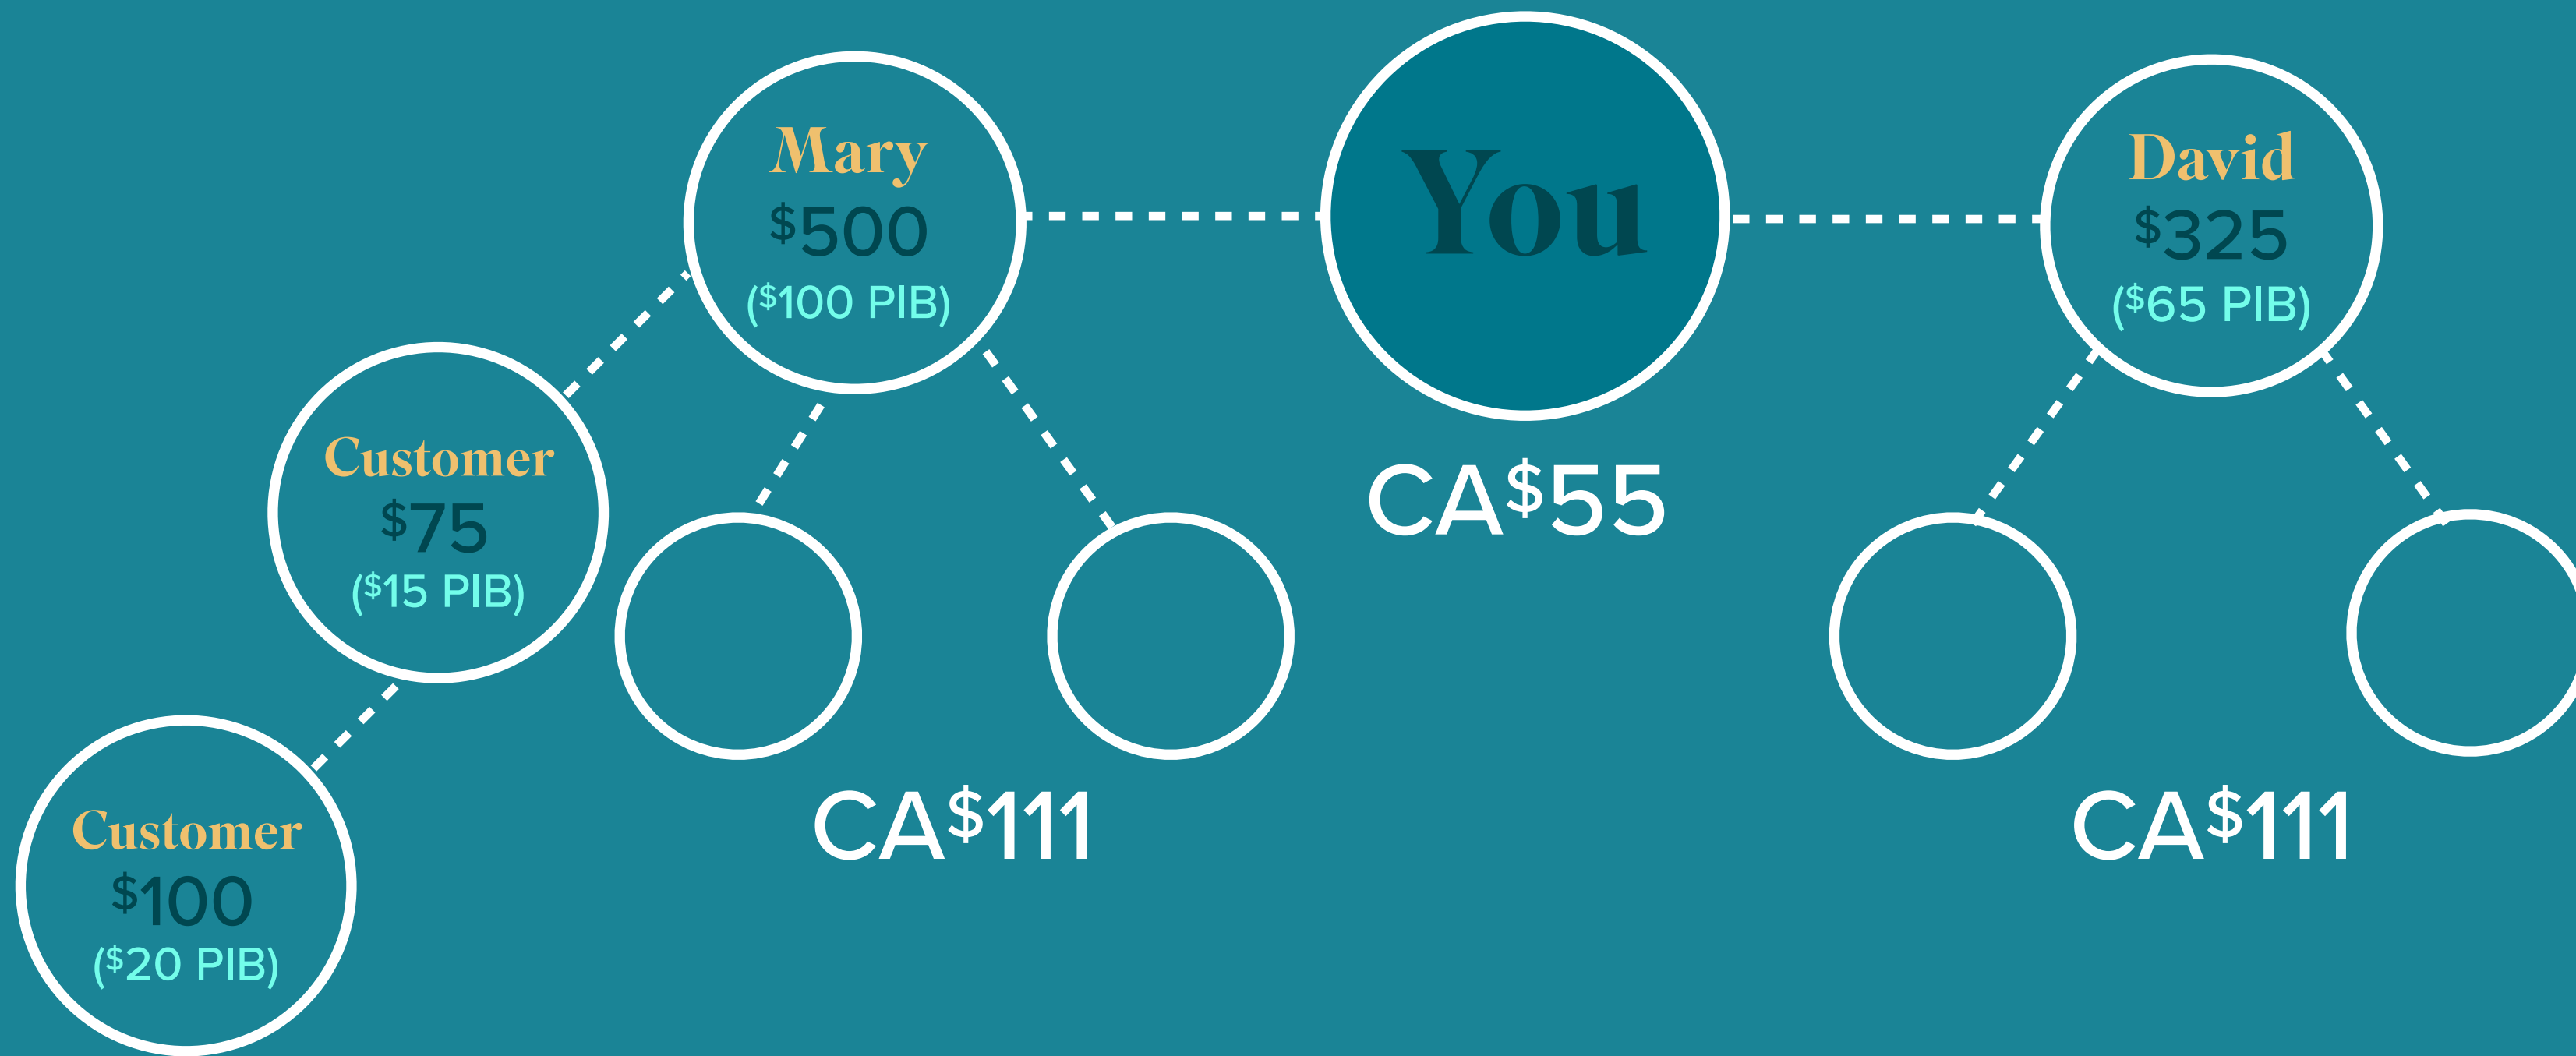 Mary
$500
($100 PIB)
You
CA$55
David
$325
($65 PIB)
Customer
$75
($15 PIB)
Customer
$100
($20 PIB)
CA$111
CA$111